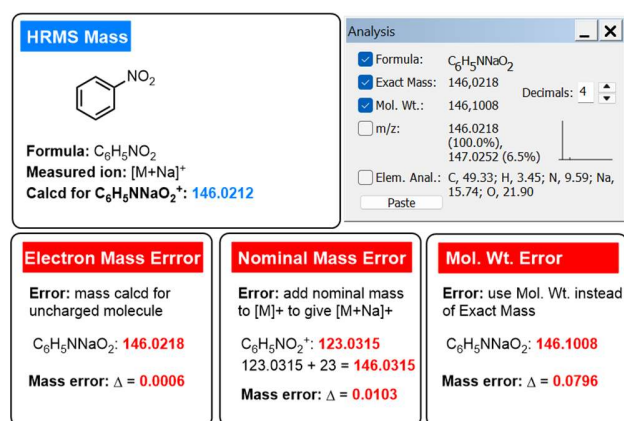 HRMS Mass
NO₂
Formula: C₆H₅NO₂
Measured ion: [M+Na]⁺
Calcd for C₆H₅NNaO₂⁺: 146.0212
Analysis
Formula: C₆H₅NNaO₂
Exact Mass: 146,0218
Decimals: 4
Mol. Wt.: 146,1008
m/z: 146.0218
(100.0%),
147.0252 (6.5%)
Elem. Anal.: C, 49.33; H, 3.45; N, 9.59; Na,
15.74; O, 21.90
Paste
Electron Mass Errror
Error: mass calcd for
uncharged molecule
C₆H₅NNaO₂: 146.0218
Mass error: Δ = 0.0006
Nominal Mass Error
Error: add nominal mass
to [M]+ to give [M+Na]+
C₆H₅NO₂⁺: 123.0315
123.0315 + 23 = 146.0315
Mass error: Δ = 0.0103
Mol. Wt. Error
Error: use Mol. Wt. instead
of Exact Mass
C₆H₅NNaO₂: 146.1008
Mass error: Δ = 0.0796